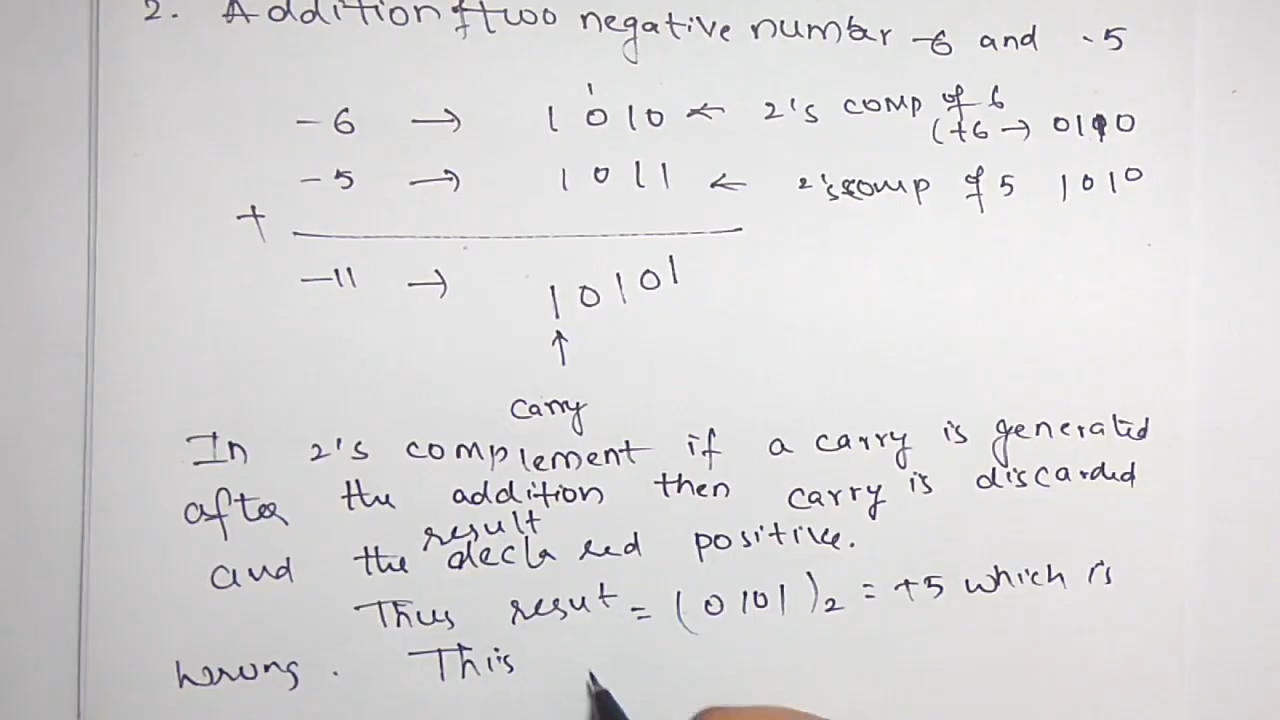 2. Addition of two negative number -6 and -5
1
-6 → 1010 ← 2's comp of 6
(+6 → 0110
-5 → 1011 ← 2's comp of 5 1010
+
-11 → 10101
↑
carry
In 2's complement if a carry is generated
after the addition then carry is discarded
and the result declared positive.
Thus resut = (0101)2 = +5 which is
wrong. This